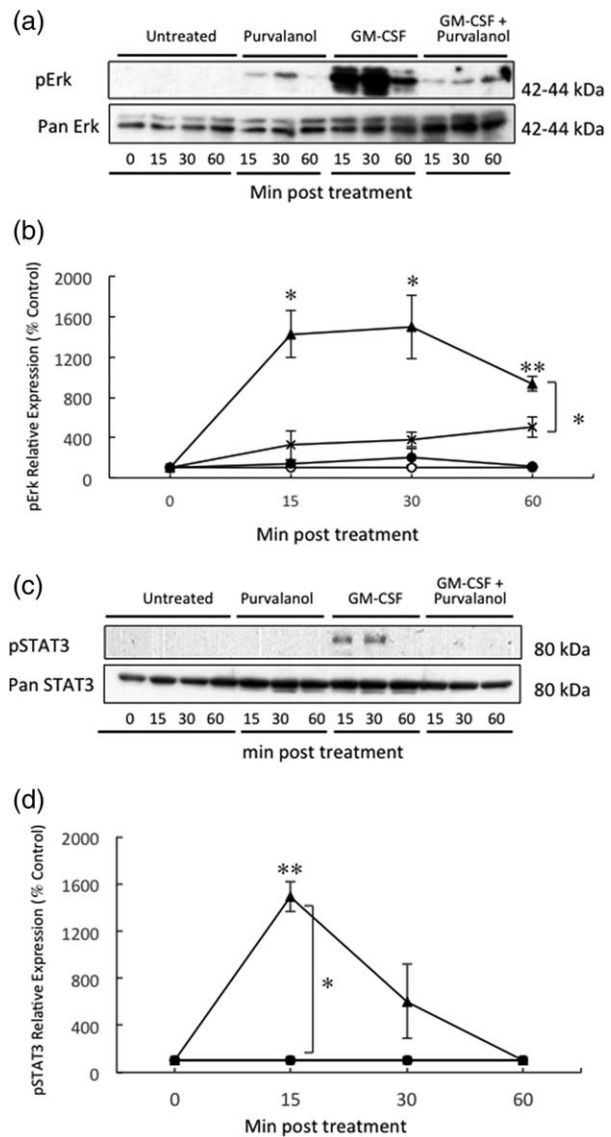 (a)
Untreated Purvalanol GM-CSF GM-CSF + Purvalanol
pErk 42-44 kDa
Pan Erk 42-44 kDa
0 15 30 60 15 30 60 15 30 60 15 30 60
Min post treatment
(b)
pErk Relative Expression (% Control)
2000
1600
1200
800
400
0
* * ** *
0 15 30 60
Min post treatment
(c)
Untreated Purvalanol GM-CSF GM-CSF + Purvalanol
pSTAT3 80 kDa
Pan STAT3 80 kDa
0 15 30 60 15 30 60 15 30 60 15 30 60
min post treatment
(d)
pSTAT3 Relative Expression (% Control)
2000
1600
1200
800
400
0
** *
0 15 30 60
Min post treatment